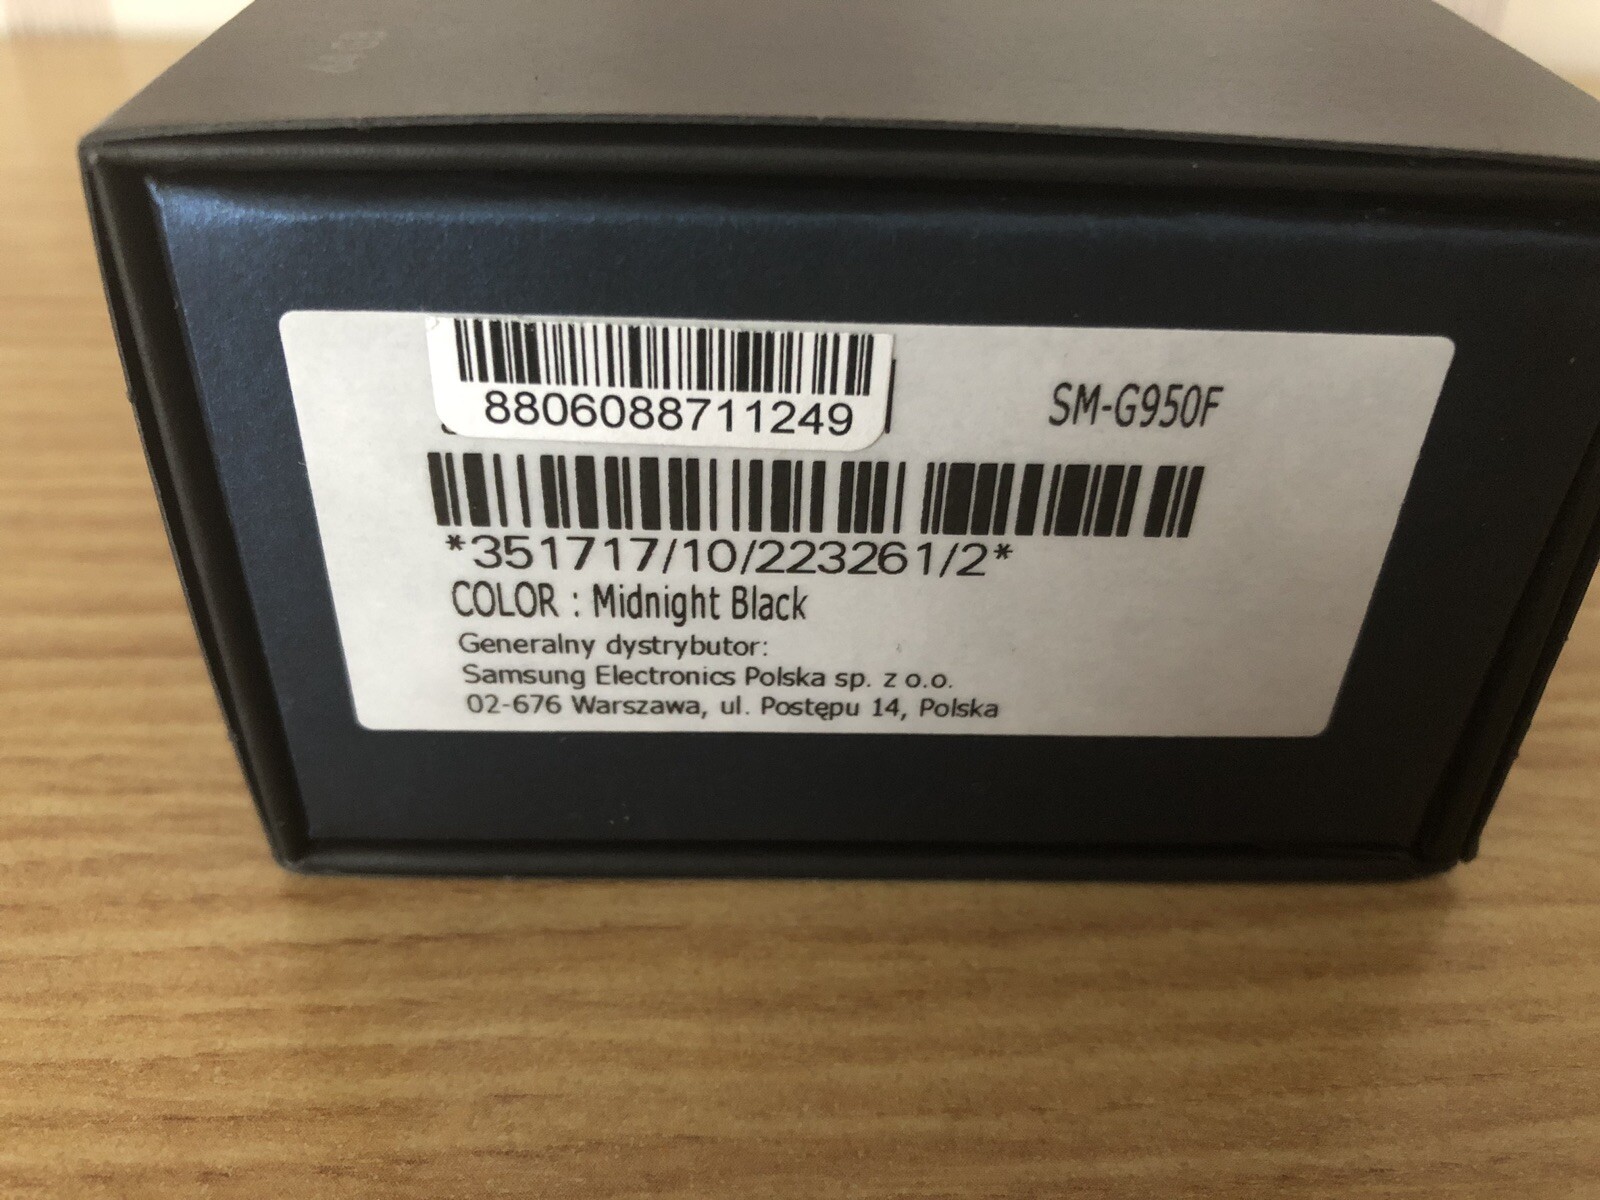 8806088711249
SM-G950F
*351717/10/223261/2*
COLOR : Midnight Black
Generalny dystrybutor:
Samsung Electronics Polska sp. z o.o.
02-676 Warszawa, ul. Postępu 14, Polska